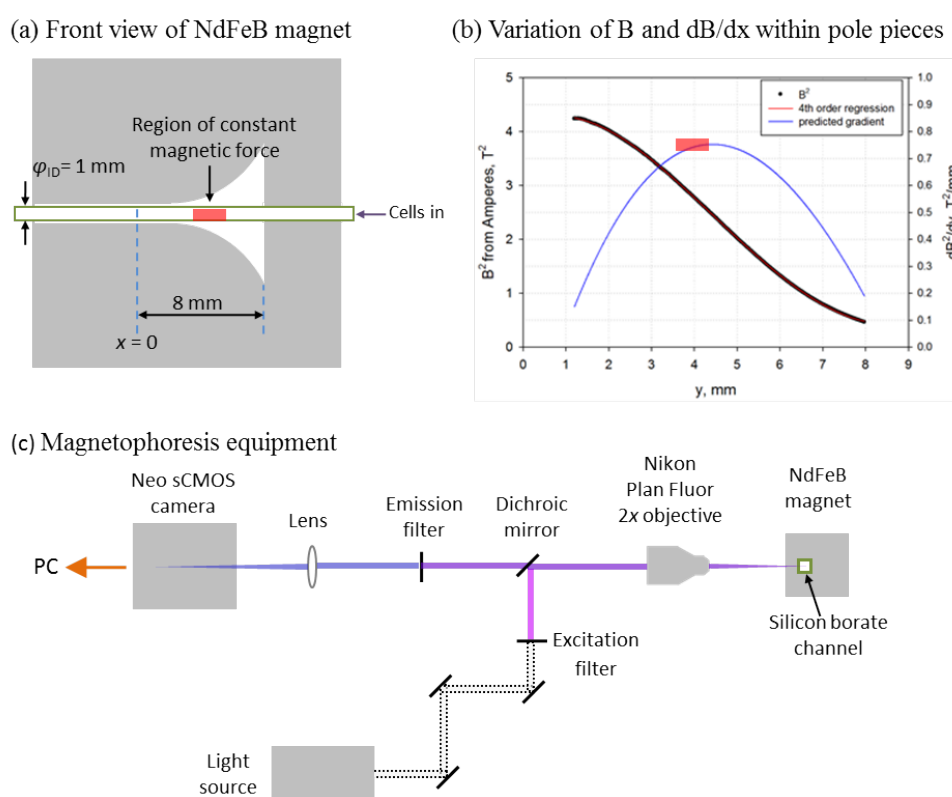 (a) Front view of NdFeB magnet
Region of constant
magnetic force
φID= 1 mm
Cells in
8 mm
x = 0
(b) Variation of B and dB/dx within pole pieces
B²
4th order regression
predicted gradient
B² from Amperes, T²
5
4
3
2
1
0
1.0
0.9
0.8
0.7
0.6
0.5
0.4
0.3
0.2
0.1
0.0
dB²/dy, T²/mm
0 1 2 3 4 5 6 7 8 9
y, mm
(c) Magnetophoresis equipment
Neo sCMOS
camera
PC
Lens
Emission
filter
Dichroic
mirror
Nikon
Plan Fluor
2x objective
NdFeB
magnet
Silicon borate
channel
Excitation
filter
Light
source